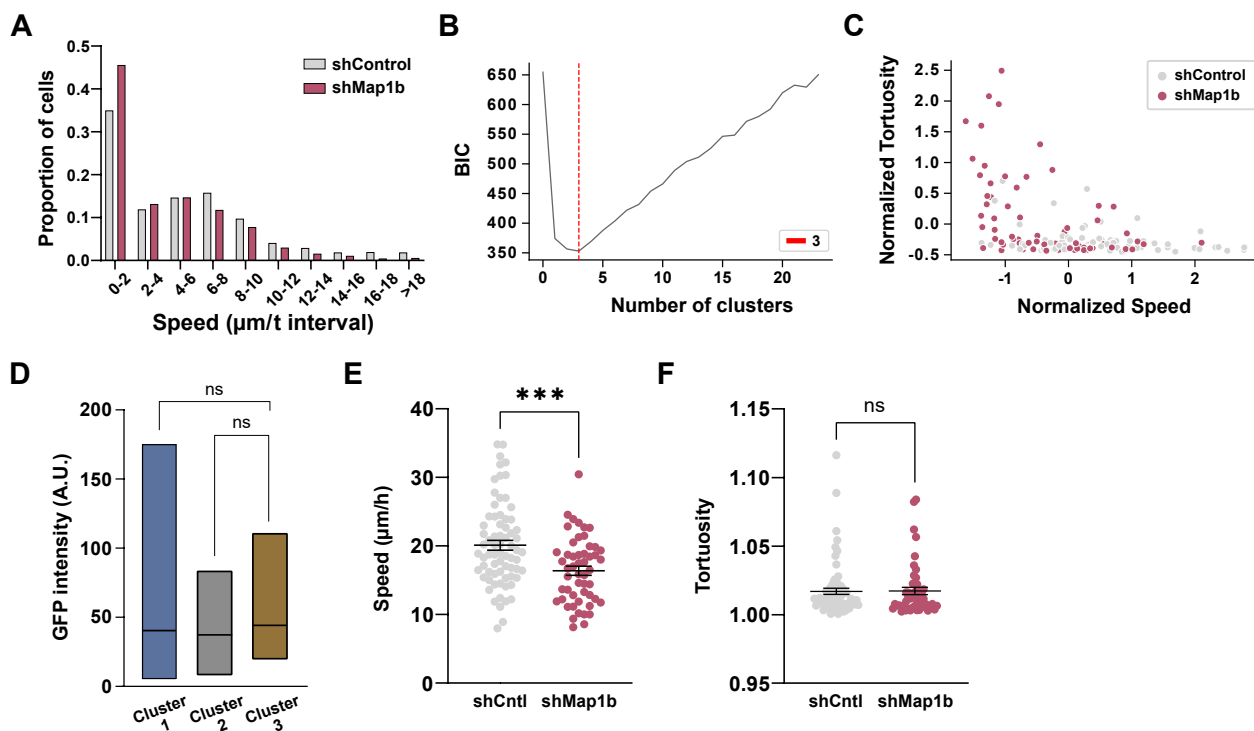 A
0.5
0.4
0.3
0.2
0.1
0.0
Proportion of cells
shControl
shMap1b
0-2
2-4
4-6
6-8
8-10
10-12
12-14
14-16
16-18
>18
Speed (µm/t interval)
B
650
600
550
500
450
400
350
BIC
3
0
5
10
15
20
Number of clusters
C
2.5
2.0
1.5
1.0
0.5
0.0
-0.5
Normalized Tortuosity
shControl
shMap1b
-1
0
1
2
Normalized Speed
D
ns
ns
200
150
100
50
0
GFP intensity (A.U.)
Cluster
1
Cluster
2
Cluster
3
E
***
40
30
20
10
0
Speed (µm/h)
shCntl
shMap1b
F
ns
1.15
1.10
1.05
1.00
0.95
Tortuosity
shCntl
shMap1b